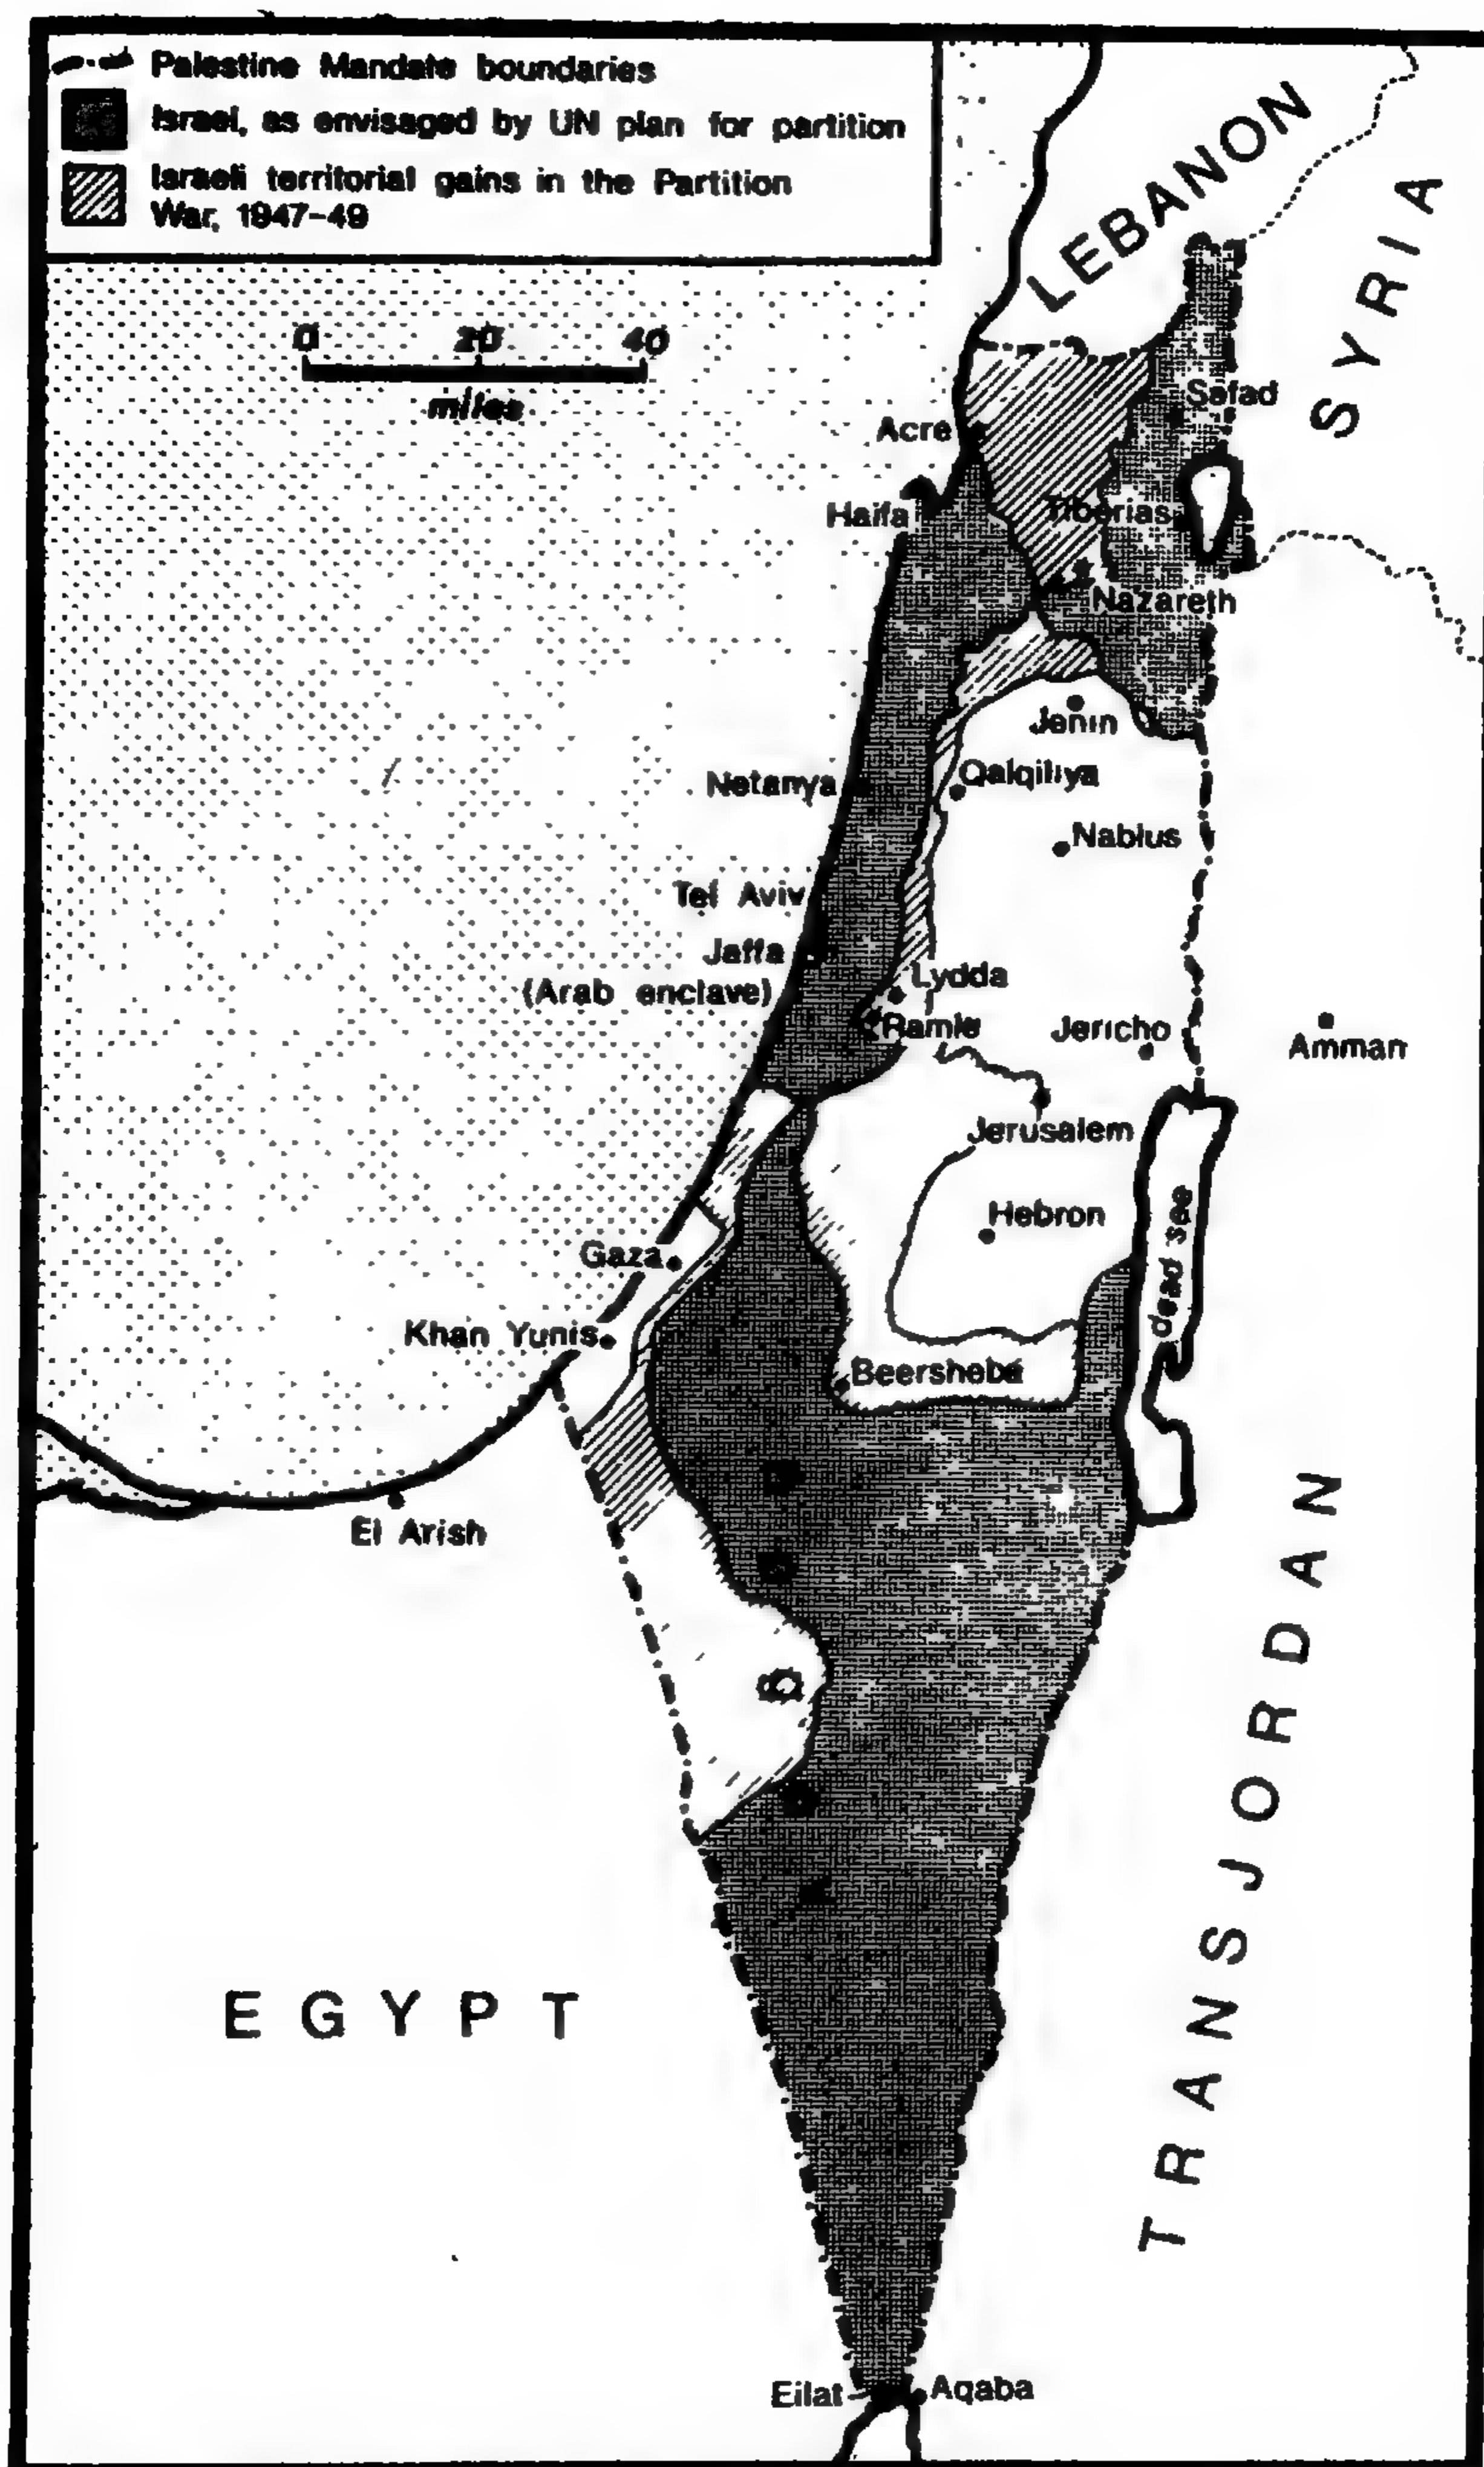 Palestine Mandate boundaries
Israel, as envisaged by UN plan for partition
Israeli territorial gains in the Partition
War, 1947-49
0 20 40
miles
LEBANON
SYRIA
Safad
Acre
Haifa
Tiberias
Nazareth
Jenin
Netanya
Qalqiliya
Nablus
Tel Aviv
Jaffa
(Arab enclave)
Lydda
Ramle
Jericho
Amman
Jerusalem
dead see
Hebron
Gaza
Khan Yunis
Beersheba
El Arish
TRANSJORDAN
EGYPT
Eilat
Aqaba